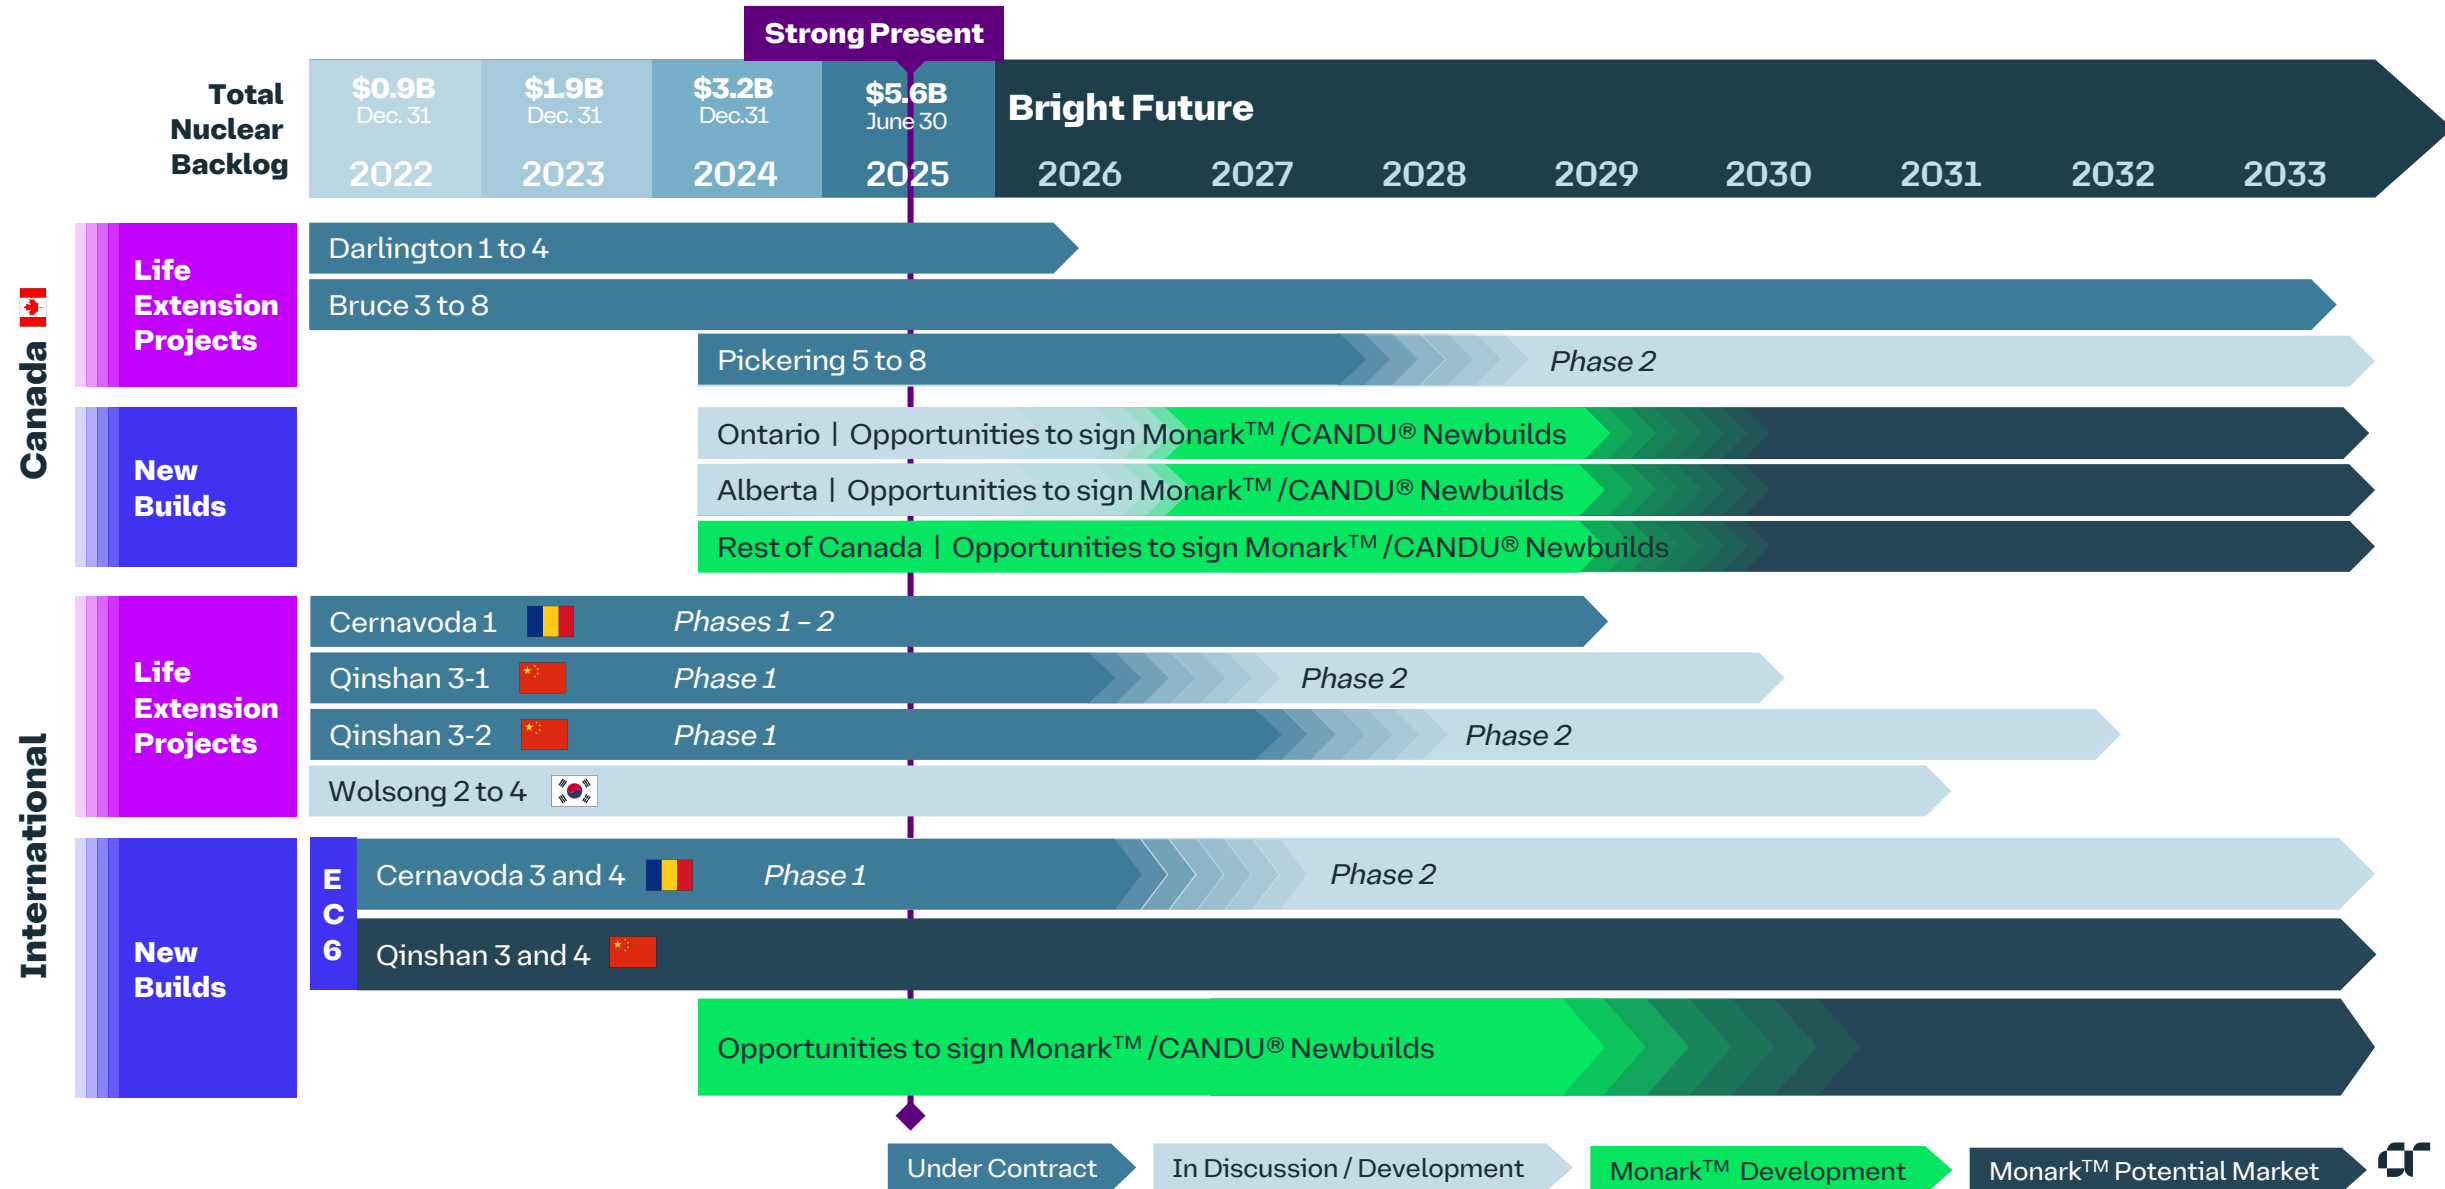 Strong Present
Total
Nuclear
Backlog
$0.9B
Dec. 31
2022
$1.9B
Dec. 31
2023
$3.2B
Dec.31
2024
$5.6B
June 30
2025
Bright Future
2026 2027 2028 2029 2030 2031 2032 2033
Canada
Life
Extension
Projects
Darlington 1 to 4
Bruce 3 to 8
Pickering 5 to 8 Phase 2
New
Builds
Ontario | Opportunities to sign Monark™ /CANDU® Newbuilds
Alberta | Opportunities to sign Monark™ /CANDU® Newbuilds
Rest of Canada | Opportunities to sign Monark™ /CANDU® Newbuilds
International
Life
Extension
Projects
Cernavoda 1 Phases 1 – 2
Qinshan 3-1 Phase 1 Phase 2
Qinshan 3-2 Phase 1 Phase 2
Wolsong 2 to 4
New
Builds
E
C
6
Cernavoda 3 and 4 Phase 1 Phase 2
Qinshan 3 and 4
Opportunities to sign Monark™ /CANDU® Newbuilds
Under Contract
In Discussion / Development
Monark™ Development
Monark™ Potential Market